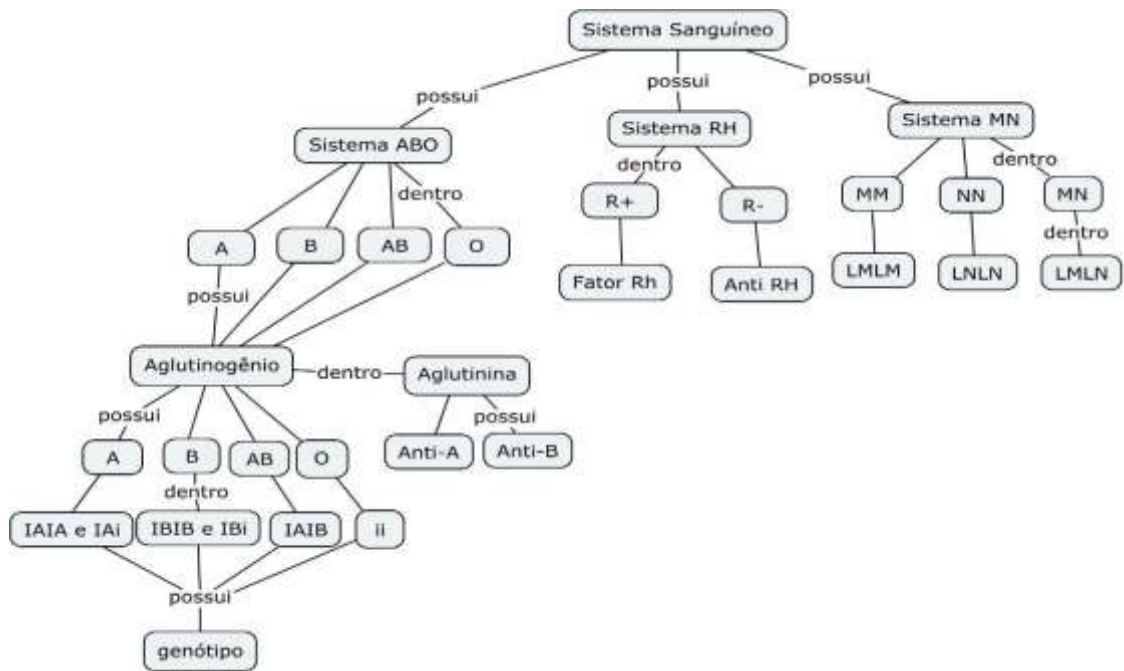 Sistema Sanguíneo
possui
possui
possui
Sistema ABO
Sistema RH
Sistema MN
dentro
dentro
dentro
A
B
AB
O
R+
R-
MM
NN
MN
dentro
possui
Fator Rh
Anti RH
LMLM
LNLN
LMLN
Aglutinogênio
dentro
Aglutinina
possui
possui
A
B
AB
O
Anti-A
Anti-B
dentro
IAIA e IAi
IBIB e IBi
IAIB
ii
possui
genótipo